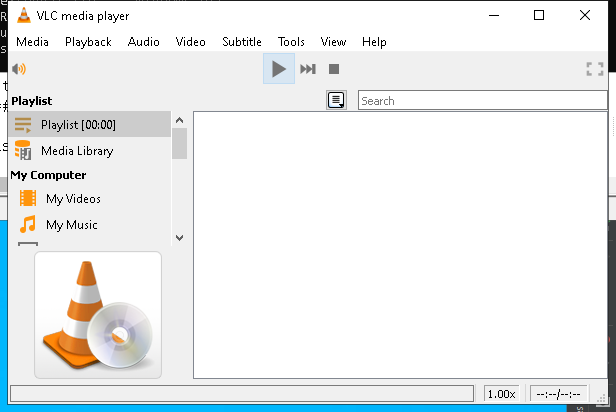 VLC media player
Media Playback Audio Video Subtitle Tools View Help
Playlist
Search
Playlist [00:00]
Media Library
My Computer
My Videos
My Music
1.00x
--:--/--:--